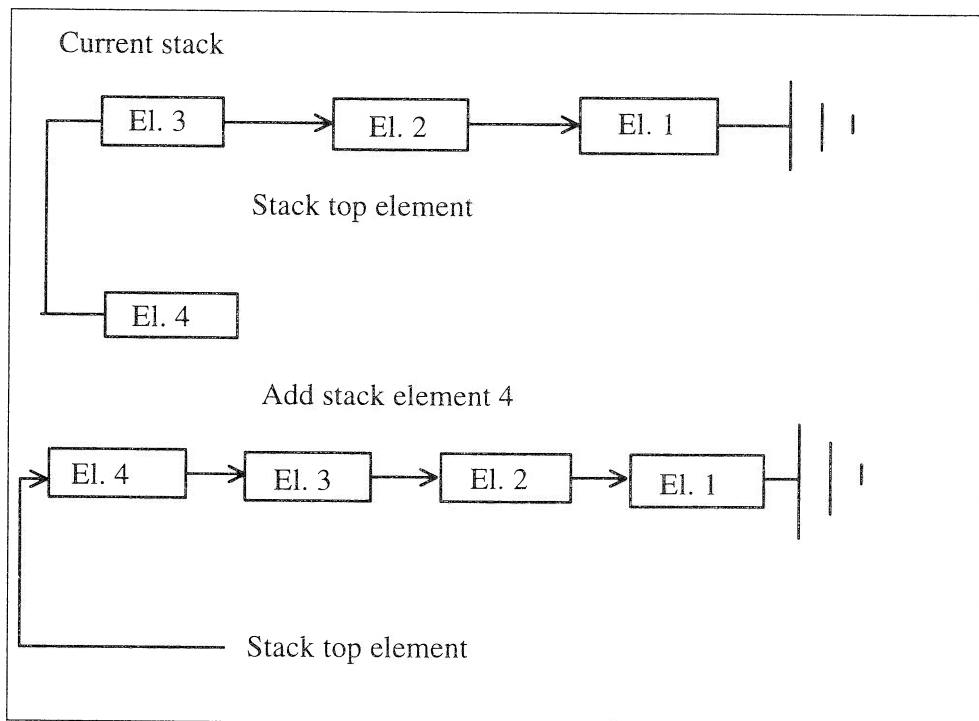 Current stack
El. 3 El. 2 El. 1
Stack top element
El. 4
Add stack element 4
El. 4 El. 3 El. 2 El. 1
Stack top element